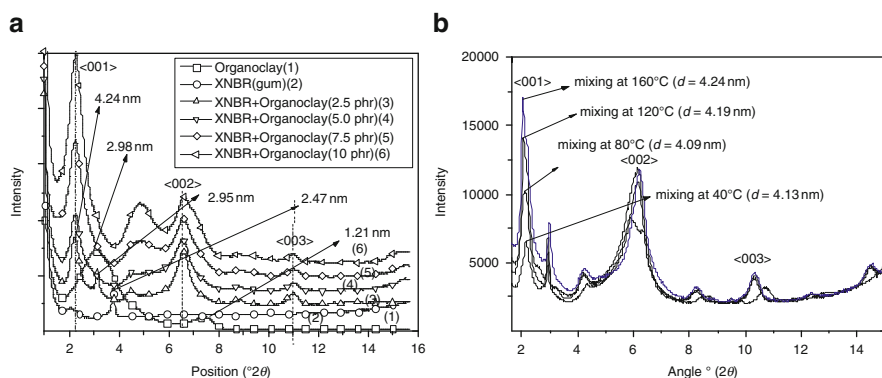 a
<001>
4.24 nm
2.98 nm
<002>
2.95 nm
2.47 nm
<003>
1.21 nm
Organoclay(1)
XNBR(gum)(2)
XNBR+Organoclay(2.5 phr)(3)
XNBR+Organoclay(5.0 phr)(4)
XNBR+Organoclay(7.5 phr)(5)
XNBR+Organoclay(10 phr)(6)
(6)
(5)
(4)
(3)
(2)
(1)
Intensity
2 4 6 8 10 12 14 16
Position (°2θ)
b
20000
15000
10000
5000
Intensity
<001>
mixing at 160°C (d = 4.24 nm)
mixing at 120°C (d = 4.19 nm)
mixing at 80°C (d = 4.09 nm)
<002>
mixing at 40°C (d = 4.13 nm)
<003>
2 4 6 8 10 12 14
Angle ° (2θ)